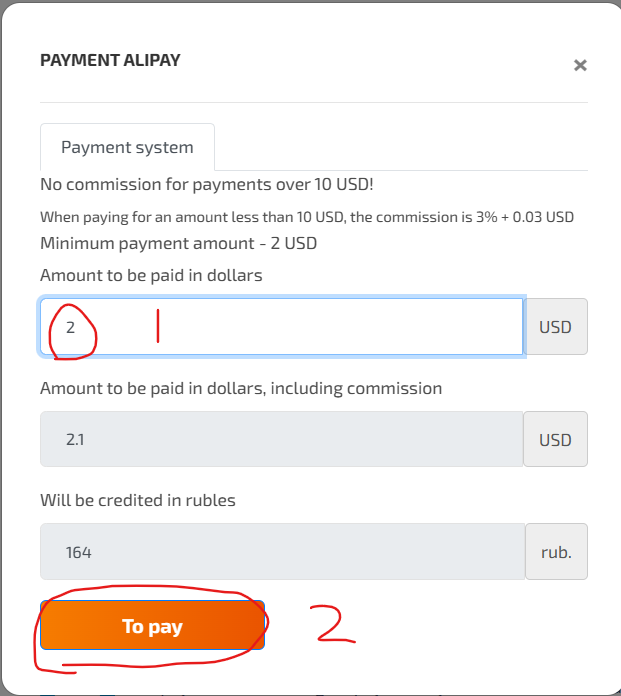 PAYMENT ALIPAY
×
Payment system
No commission for payments over 10 USD!
When paying for an amount less than 10 USD, the commission is 3% + 0.03 USD
Minimum payment amount - 2 USD
Amount to be paid in dollars
2 1 USD
Amount to be paid in dollars, including commission
2.1 USD
Will be credited in rubles
164 rub.
To pay 2